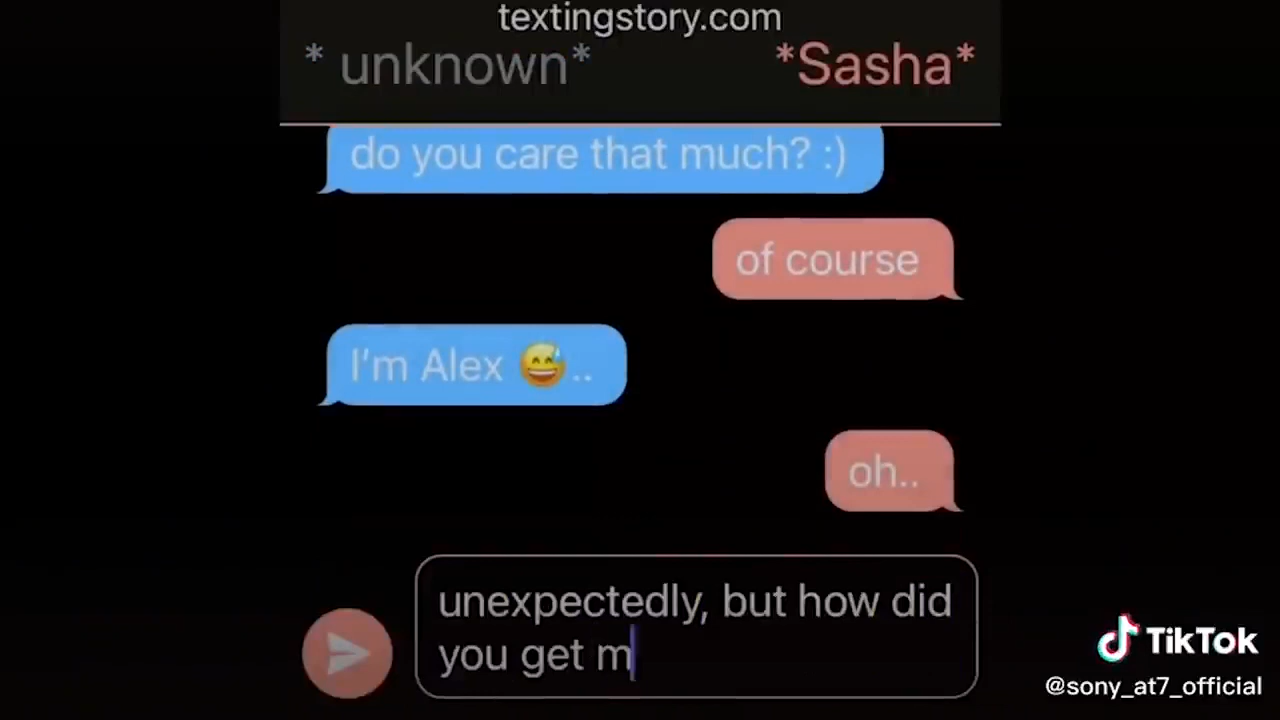 textingstory.com
* unknown*
*Sasha*
do you care that much? :)
of course
I'm Alex 😅..
oh..
unexpectedly, but how did
you get m
TikTok
@sony_at7_official